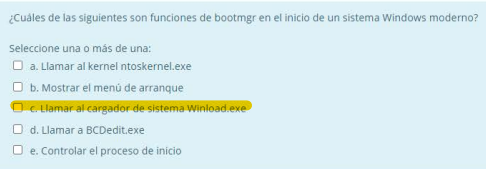 ¿Cuáles de las siguientes son funciones de bootmgr en el inicio de un sistema Windows moderno?
Seleccione una o más de una:
a. Llamar al kernel ntoskernel.exe
b. Mostrar el menú de arranque
c. Llamar al cargador de sistema Winload.exe
d. Llamar a BCDedit.exe
e. Controlar el proceso de inicio